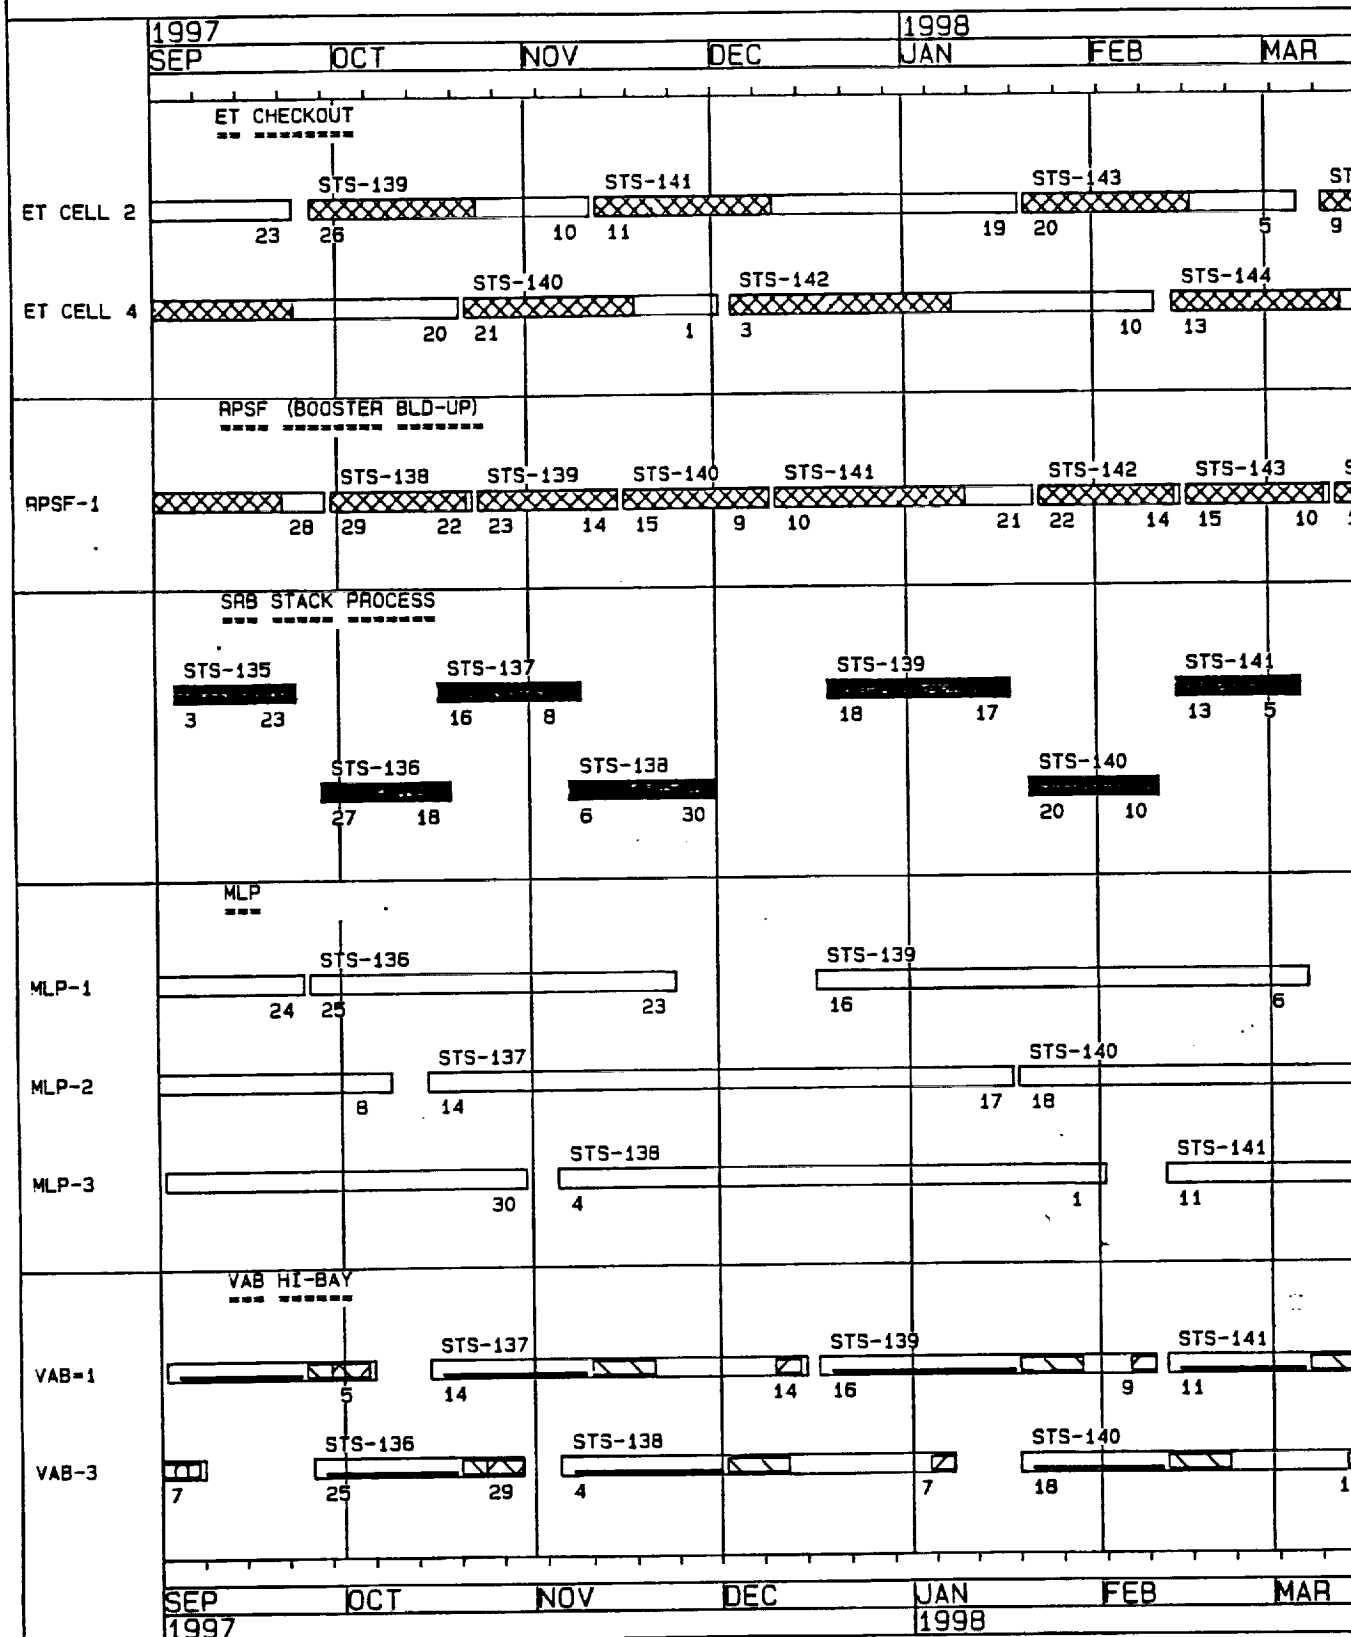 1997 1998
SEP OCT NOV DEC JAN FEB MAR
ET CHECKOUT
STS-139 STS-141 STS-143 ST
ET CELL 2
23 26 10 11 19 20 5 9
STS-140 STS-142 STS-144
ET CELL 4
20 21 1 3 10 13
RPSF (BOOSTER BLD-UP)
STS-138 STS-139 STS-140 STS-141 STS-142 STS-143 S
RPSF-1
28 29 22 23 14 15 9 10 21 22 14 15 10 1
SRB STACK PROCESS
STS-135 STS-137 STS-139 STS-141
3 23 16 8 18 17 13 5
STS-136 STS-138 STS-140
27 18 6 30 20 10
MLP
STS-136 STS-139
MLP-1
24 25 23 16 6
STS-137 STS-140
MLP-2
8 14 17 18
STS-138 STS-141
MLP-3
30 4 1 11
VAB HI-BAY
STS-137 STS-139 STS-141
VAB=1
5 14 14 16 9 11
STS-136 STS-138 STS-140
VAB-3
7 25 29 4 7 18 1
SEP OCT NOV DEC JAN FEB MAR
1997 1998